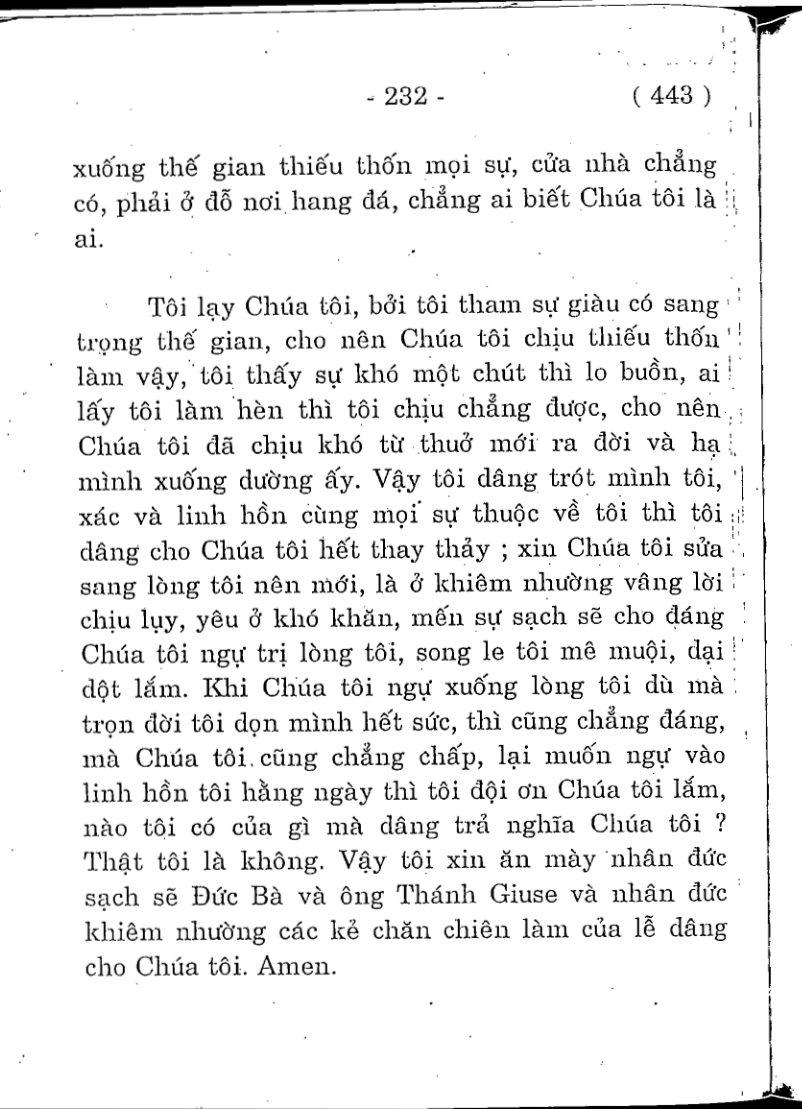 - 232 - ( 443 )
xuống thế gian thiếu thốn mọi sự, cửa nhà chẳng
có, phải ở đỗ nơi hang đá, chẳng ai biết Chúa tôi là
ai.
Tôi lạy Chúa tôi, bởi tôi tham sự giàu có sang
trọng thế gian, cho nên Chúa tôi chịu thiếu thốn
làm vậy, tôi thấy sự khó một chút thì lo buồn, ai
lấy tôi làm hèn thì tôi chịu chẳng được, cho nên
Chúa tôi đã chịu khó từ thuở mới ra đời và hạ
mình xuống dường ấy. Vậy tôi dâng trót mình tôi,
xác và linh hồn cùng mọi sự thuộc về tôi thì tôi
dâng cho Chúa tôi hết thay thảy ; xin Chúa tôi sửa
sang lòng tôi nên mới, là ở khiêm nhường vâng lời
chịu lụy, yêu ở khó khăn, mến sự sạch sẽ cho đáng
Chúa tôi ngự trị lòng tôi, song le tôi mê muội, dại
dột lắm. Khi Chúa tôi ngự xuống lòng tôi dù mà
trọn đời tôi dọn mình hết sức, thì cũng chẳng đáng,
mà Chúa tôi cũng chẳng chấp, lại muốn ngự vào
linh hồn tôi hằng ngày thì tôi đội ơn Chúa tôi lắm,
nào tôi có của gì mà dâng trả nghĩa Chúa tôi ?
Thật tôi là không. Vậy tôi xin ăn mày nhân đức
sạch sẽ Đức Bà và ông Thánh Giuse và nhân đức
khiêm nhường các kẻ chăn chiên làm của lễ dâng
cho Chúa tôi. Amen.